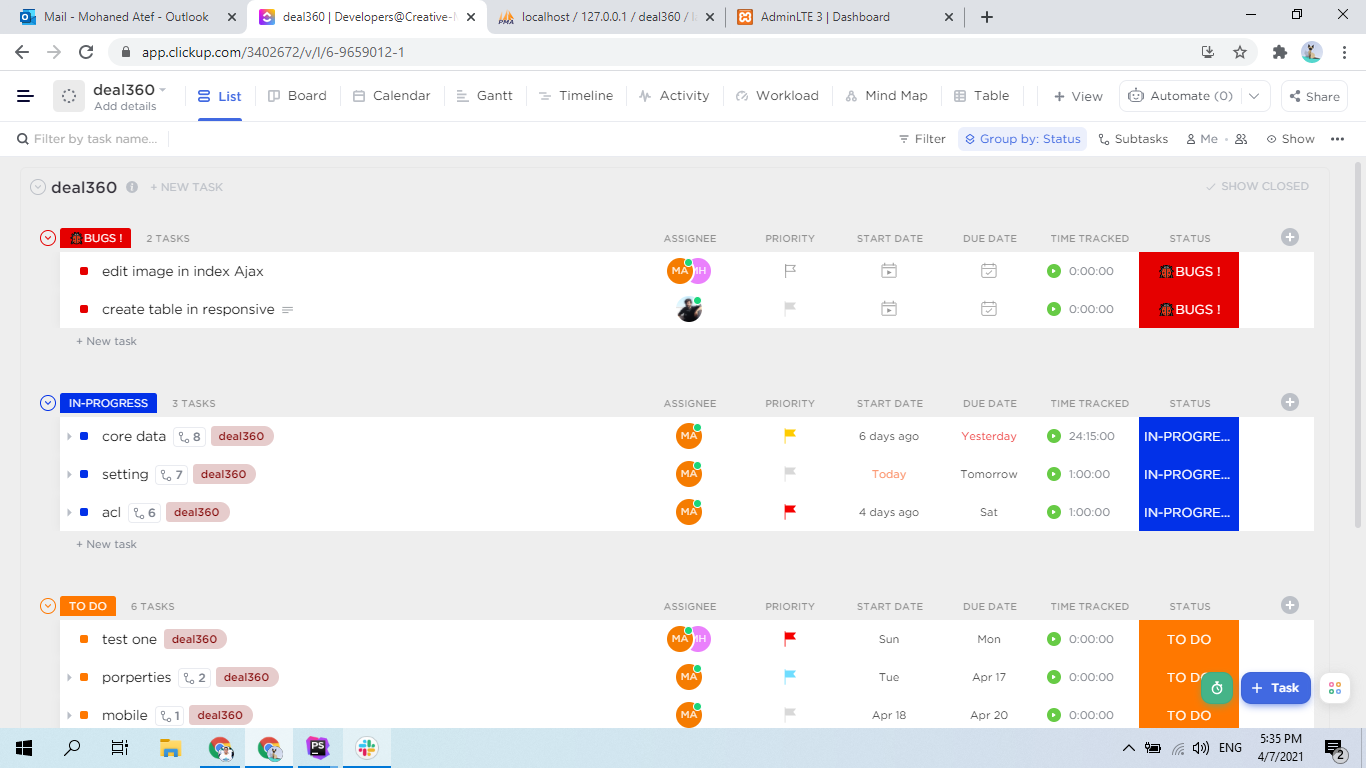 Mail - Mohaned Atef - Outlook
deal360 | Developers@Creative-
localhost / 127.0.0.1 / deal360 /
AdminLTE 3 | Dashboard
app.clickup.com/3402672/v/l/6-9659012-1
deal360
Add details
List Board Calendar Gantt Timeline Activity Workload Mind Map Table + View Automate (0) Share
Filter by task name... Filter Group by: Status Subtasks Me Show
deal360 + NEW TASK SHOW CLOSED
BUGS ! 2 TASKS ASSIGNEE PRIORITY START DATE DUE DATE TIME TRACKED STATUS
edit image in index Ajax MA MH 0:00:00 BUGS !
create table in responsive 0:00:00 BUGS !
+ New task
IN-PROGRESS 3 TASKS ASSIGNEE PRIORITY START DATE DUE DATE TIME TRACKED STATUS
core data 8 deal360 MA 6 days ago Yesterday 24:15:00 IN-PROGRE...
setting 7 deal360 MA Today Tomorrow 1:00:00 IN-PROGRE...
acl 6 deal360 MA 4 days ago Sat 1:00:00 IN-PROGRE...
+ New task
TO DO 6 TASKS ASSIGNEE PRIORITY START DATE DUE DATE TIME TRACKED STATUS
test one deal360 MA MH Sun Mon 0:00:00 TO DO
porperties 2 deal360 MA Tue Apr 17 0:00:00 TO DO
mobile 1 deal360 MA Apr 18 Apr 20 0:00:00 TO DO
+ Task
PS
ENG
5:35 PM
4/7/2021
2